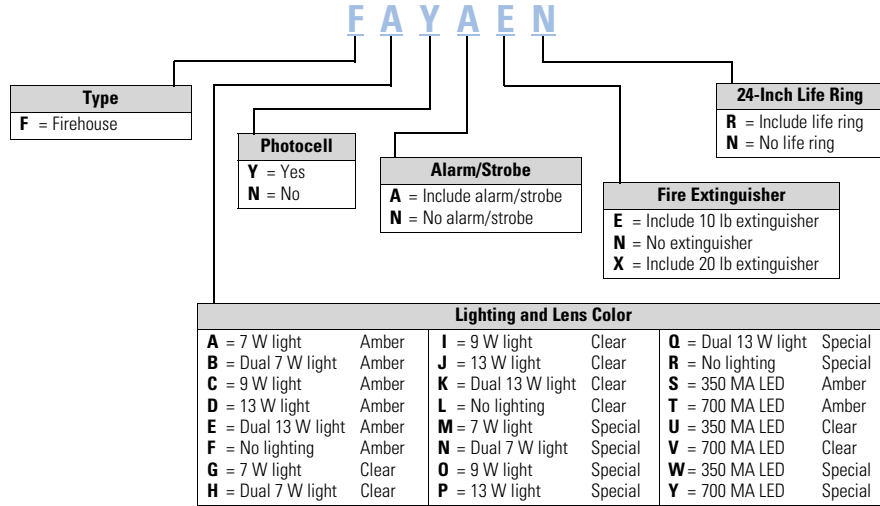 F A Y A E N
Type
F = Firehouse
Photocell
Y = Yes
N = No
Alarm/Strobe
A = Include alarm/strobe
N = No alarm/strobe
24-Inch Life Ring
R = Include life ring
N = No life ring
Fire Extinguisher
E = Include 10 lb extinguisher
N = No extinguisher
X = Include 20 lb extinguisher
Lighting and Lens Color
A = 7 W light Amber
B = Dual 7 W light Amber
C = 9 W light Amber
D = 13 W light Amber
E = Dual 13 W light Amber
F = No lighting Amber
G = 7 W light Clear
H = Dual 7 W light Clear
I = 9 W light Clear
J = 13 W light Clear
K = Dual 13 W light Clear
L = No lighting Clear
M = 7 W light Special
N = Dual 7 W light Special
O = 9 W light Special
P = 13 W light Special
Q = Dual 13 W light Special
R = No lighting Special
S = 350 MA LED Amber
T = 700 MA LED Amber
U = 350 MA LED Clear
V = 700 MA LED Clear
W = 350 MA LED Special
Y = 700 MA LED Special